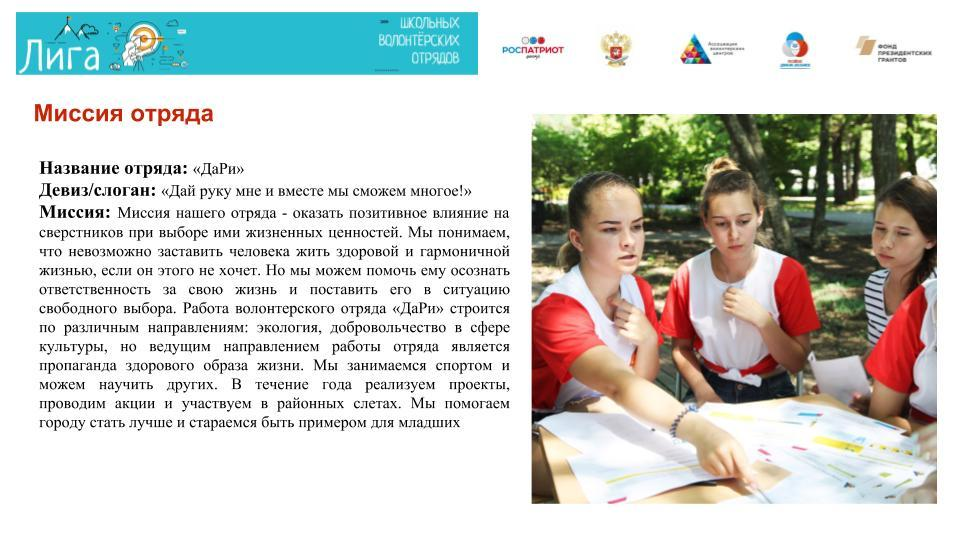 Лига
ШКОЛЬНЫХ
ВОЛОНТЁРСКИХ
ОТРЯДОВ
РОСПАТРИОТ
центр
Ассоциация
волонтерских
центров
ФОНД
ПРЕЗИДЕНТСКИХ
ГРАНТОВ
Миссия отряда
Название отряда: «ДаРи»
Девиз/слоган: «Дай руку мне и вместе мы сможем многое!»
Миссия: Миссия нашего отряда - оказать позитивное влияние на
сверстников при выборе ими жизненных ценностей. Мы понимаем,
что невозможно заставить человека жить здоровой и гармоничной
жизнью, если он этого не хочет. Но мы можем помочь ему осознать
ответственность за свою жизнь и поставить его в ситуацию
свободного выбора. Работа волонтерского отряда «ДаРи» строится
по различным направлениям: экология, добровольчество в сфере
культуры, но ведущим направлением работы отряда является
пропаганда здорового образа жизни. Мы занимаемся спортом и
можем научить других. В течение года реализуем проекты,
проводим акции и участвуем в районных слетах. Мы помогаем
городу стать лучше и стараемся быть примером для младших